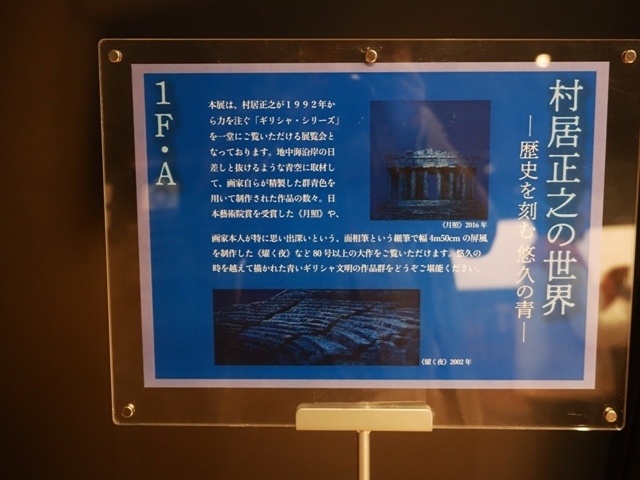 村居正之の世界
―歴史を刻む 悠久の青―
1F・A
本展は、村居正之が1992年か
ら力を注ぐ「ギリシャ・シリーズ」
を一堂にご覧いただける展覧会と
なっております。地中海沿岸の日
差しと抜けるような青空に取材し
て、画家自らが精製した群青色を
用いて制作された作品の数々。日
本藝術院賞を受賞した《月照》や、
画家本人が特に思い出深いという、面相筆という細筆で幅4m50cmの屏風
を制作した《耀く夜》など80号以上の大作をご覧いただけます。悠久の
時を越えて描かれた青いギリシャ文明の作品群をどうぞご堪能ください。
《月照》2016年
《耀く夜》2002年